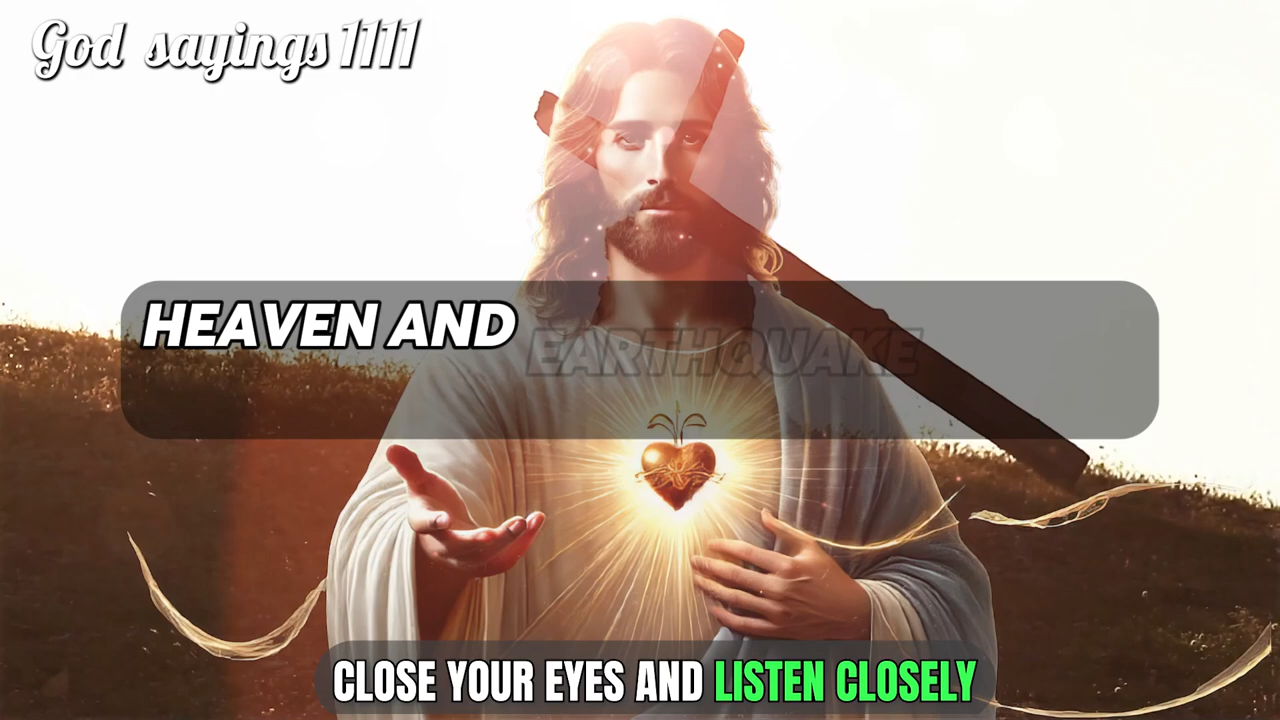 God sayings 1111
HEAVEN AND EARTHQUAKE
CLOSE YOUR EYES AND LISTEN CLOSELY